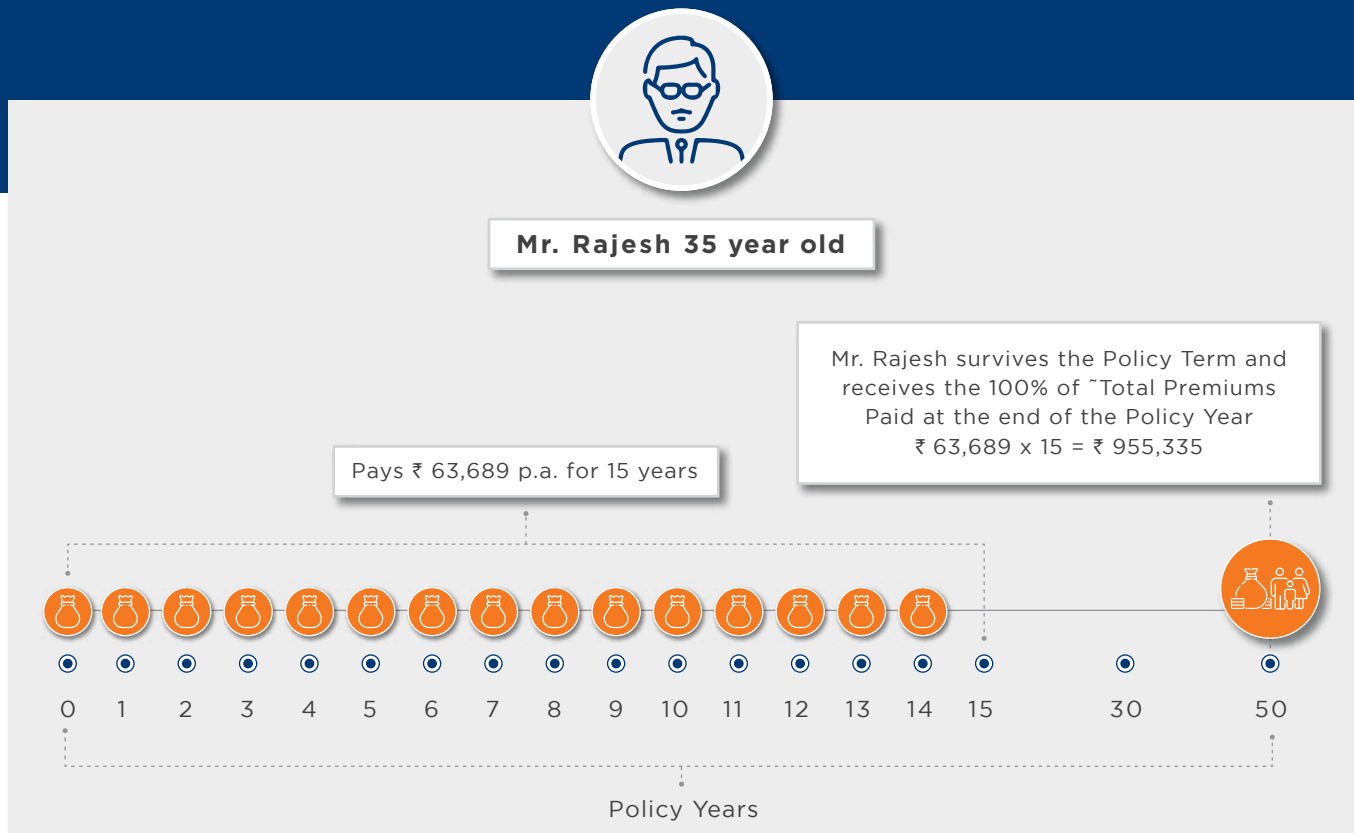 Mr. Rajesh 35 year old
Mr. Rajesh survives the Policy Term and
receives the 100% of ~Total Premiums
Paid at the end of the Policy Year
₹ 63,689 x 15 = ₹ 955,335
Pays ₹ 63,689 p.a. for 15 years
0 1 2 3 4 5 6 7 8 9 10 11 12 13 14 15 30 50
Policy Years